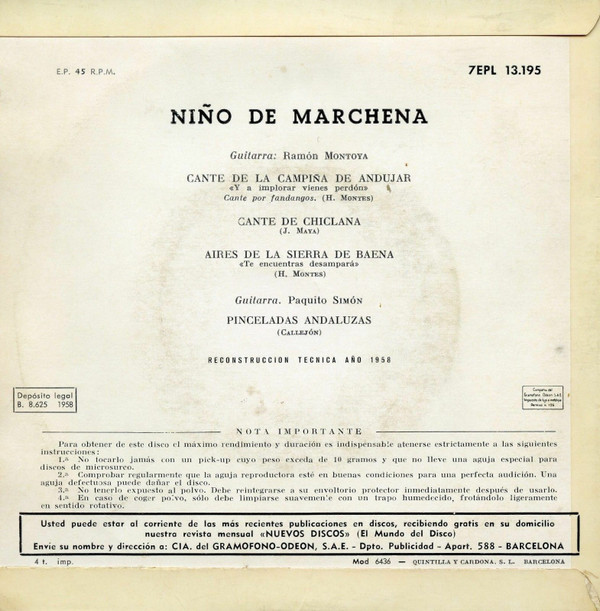 E.P. 45 R.P.M.
7EPL 13.195
NIÑO DE MARCHENA
Guitarra: Ramón MONTOYA
CANTE DE LA CAMPIÑA DE ANDUJAR
«Y a implorar vienes perdón»
Cante por fandangos. (H. MONTES)
CANTE DE CHICLANA
(J. MAYA)
AIRES DE LA SIERRA DE BAENA
«Te encuentras desampará»
(H. MONTES)
Guitarra. Paquito SIMÓN
PINCELADAS ANDALUZAS
(CALLEJÓN)
RECONSTRUCCION TECNICA AÑO 1958
Depósito legal
B. 8.625 1958
NOTA IMPORTANTE
Para obtener de este disco el máximo rendimiento y duración es indispensable atenerse estrictamente a las siguientes
instrucciones:
1.ª No tocarlo jamás con un pick-up cuyo peso exceda de 10 gramos y que no lleve una aguja especial para
discos de microsurco.
2.ª Comprobar regularmente que la aguja reproductora esté en buenas condiciones para una perfecta audición. Una
aguja defectuosa puede dañar el disco.
3.ª No tenerlo expuesto al polvo. Debe reintegrarse a su envoltorio protector inmediatamente después de usarlo.
4.ª En caso de coger polvo, sólo debe limpiarse suavemente con un trapo humedecido, frotándolo ligeramente
en sentido rotativo.
Usted puede estar al corriente de las más recientes publicaciones en discos, recibiendo gratis en su domicilio
nuestra revista mensual «NUEVOS DISCOS» (El Mundo del Disco)
Envíe su nombre y dirección a: CIA. del GRAMOFONO-ODEON, S.A.E. - Dpto. Publicidad - Apart. 588 - BARCELONA
4 t. imp.
Mod 6436 — QUINTILLA Y CARDONA, S. L. BARCELONA